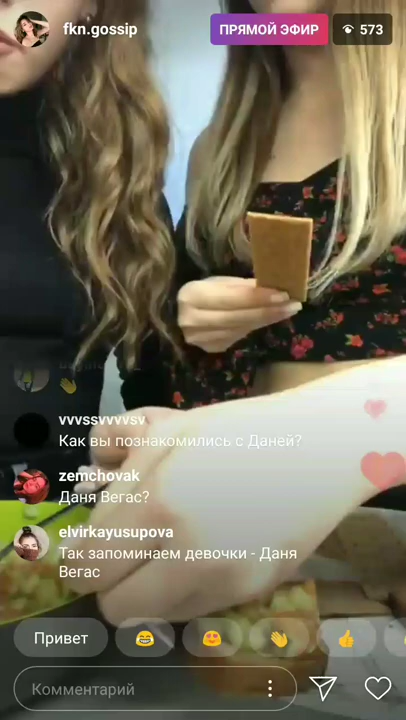 fkn.gossip
ПРЯМОЙ ЭФИР
573
vvvssvvvvsv
Как вы познакомились с Даней?
zemchovak
Даня Вегас?
elvirkayusupova
Так запоминаем девочки - Даня
Вегас
Привет
Комментарий